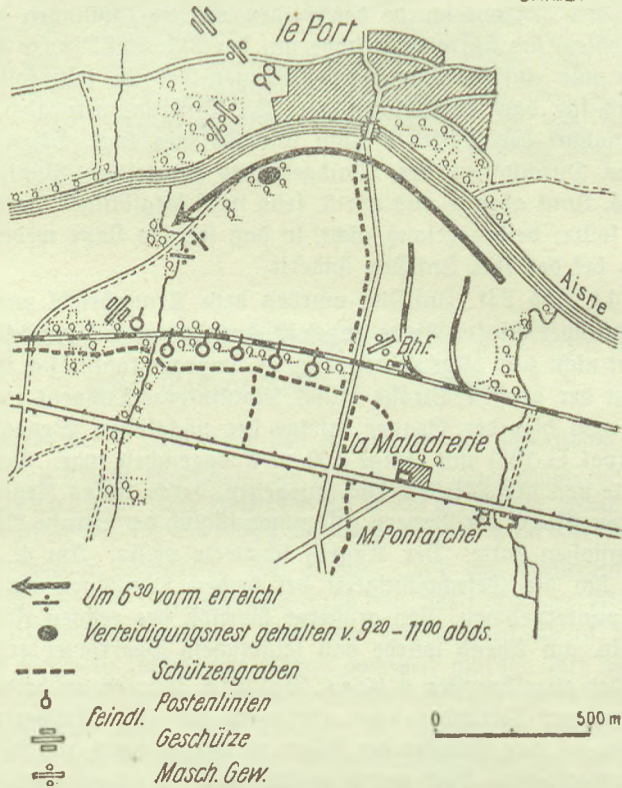 le Port
Aisne
Bhf.
la Maladrerie
M. Pontarcher
Um 6³⁰ vorm. erreicht
Verteidigungsnest gehalten v. 9²⁰ – 11⁰⁰ abds.
Schützengraben
feindl. Postenlinien
Geschütze
Masch. Gew.
0 500 m